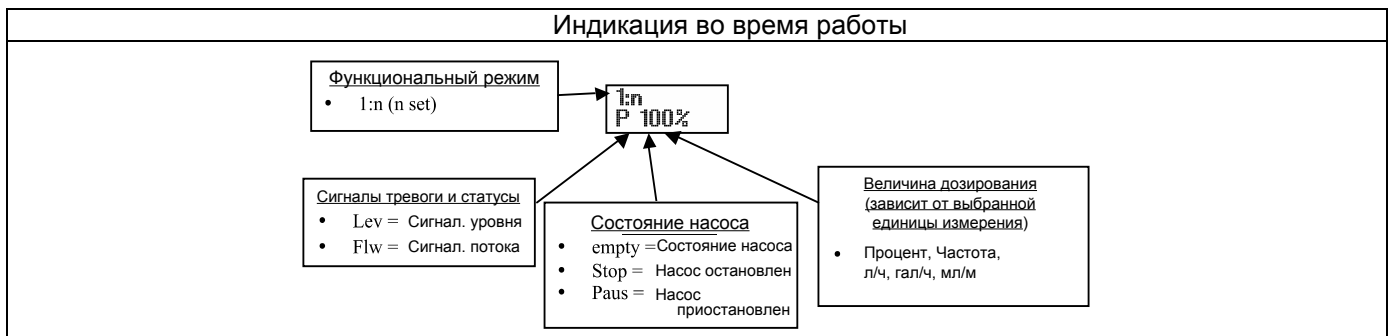 Индикация во время работы
Функциональный режим
• 1:n (n set)
1:n
P 100%
Сигналы тревоги и статусы
• Lev = Сигнал. уровня
• Flw = Сигнал. потока
Состояние насоса
• empty =Состояние насоса
• Stop = Насос остановлен
• Paus = Насос
приостановлен
Величина дозирования
(зависит от выбранной
единицы измерения)
• Процент, Частота,
л/ч, гал/ч, мл/м